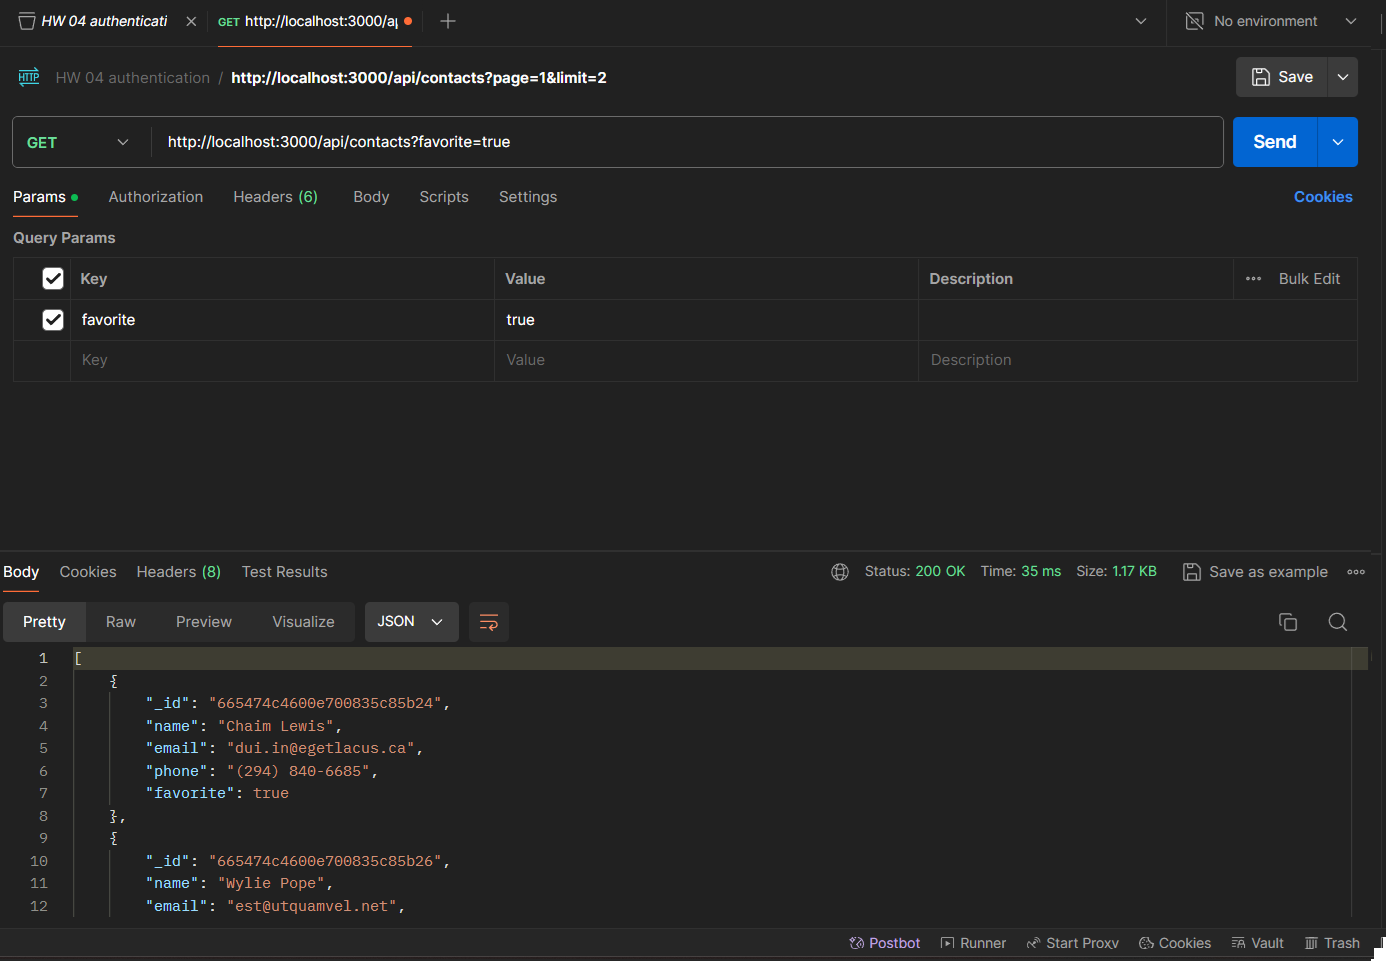 HW 04 authenticati
GET http://localhost:3000/a
No environment
HTTP HW 04 authentication / http://localhost:3000/api/contacts?page=1&limit=2
Save
GET http://localhost:3000/api/contacts?favorite=true
Send
Params Authorization Headers (6) Body Scripts Settings Cookies
Query Params
Key Value Description Bulk Edit
favorite true
Key Value Description
Body Cookies Headers (8) Test Results Status: 200 OK Time: 35 ms Size: 1.17 KB Save as example
Pretty Raw Preview Visualize JSON
1 [
2 {
3 "_id": "665474c4600e700835c85b24",
4 "name": "Chaim Lewis",
5 "email": "dui.in@egetlacus.ca",
6 "phone": "(294) 840-6685",
7 "favorite": true
8 },
9 {
10 "_id": "665474c4600e700835c85b26",
11 "name": "Wylie Pope",
12 "email": "est@utquamvel.net",
Postbot Runner Start Proxy Cookies Vault Trash